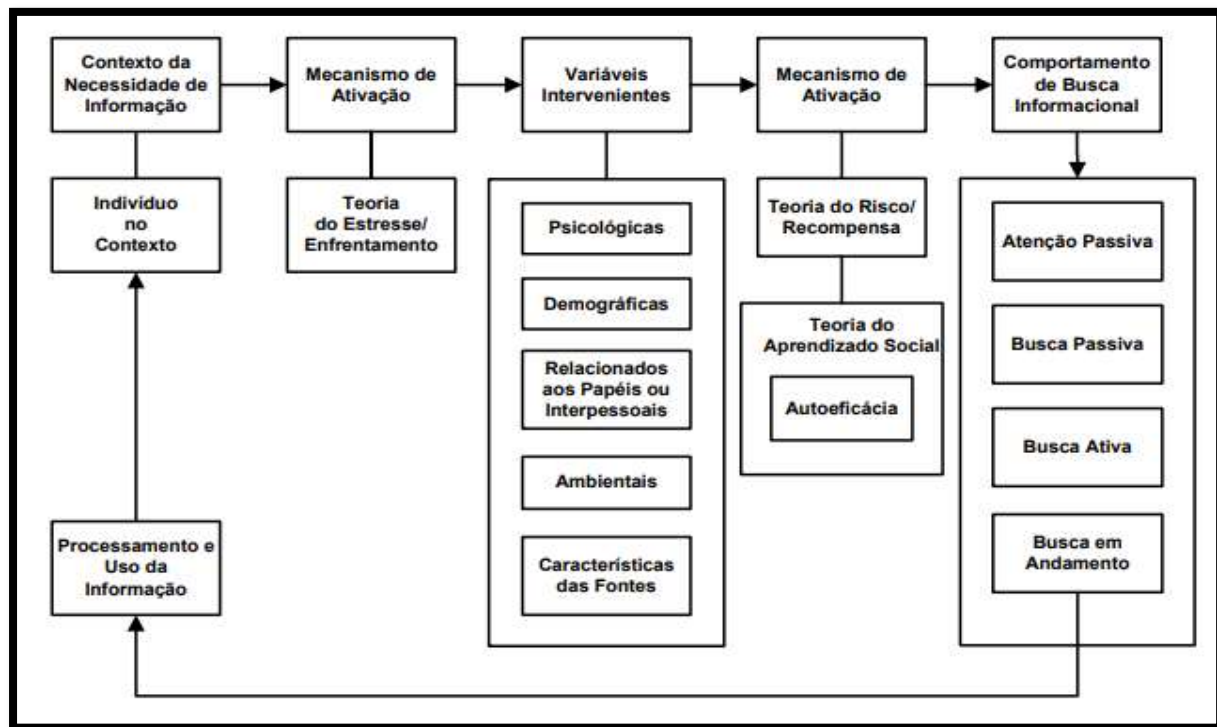 Contexto da
Necessidade de
Informação
Mecanismo de
Ativação
Variáveis
Intervenientes
Mecanismo de
Ativação
Comportamento
de Busca
Informacional
Indivíduo
no
Contexto
Teoria
do Estresse/
Enfrentamento
Psicológicas
Demográficas
Relacionados
aos Papéis ou
Interpessoais
Ambientais
Características
das Fontes
Teoria do Risco/
Recompensa
Teoria do
Aprendizado Social
Autoeficácia
Atenção Passiva
Busca Passiva
Busca Ativa
Busca em
Andamento
Processamento e
Uso da
Informação